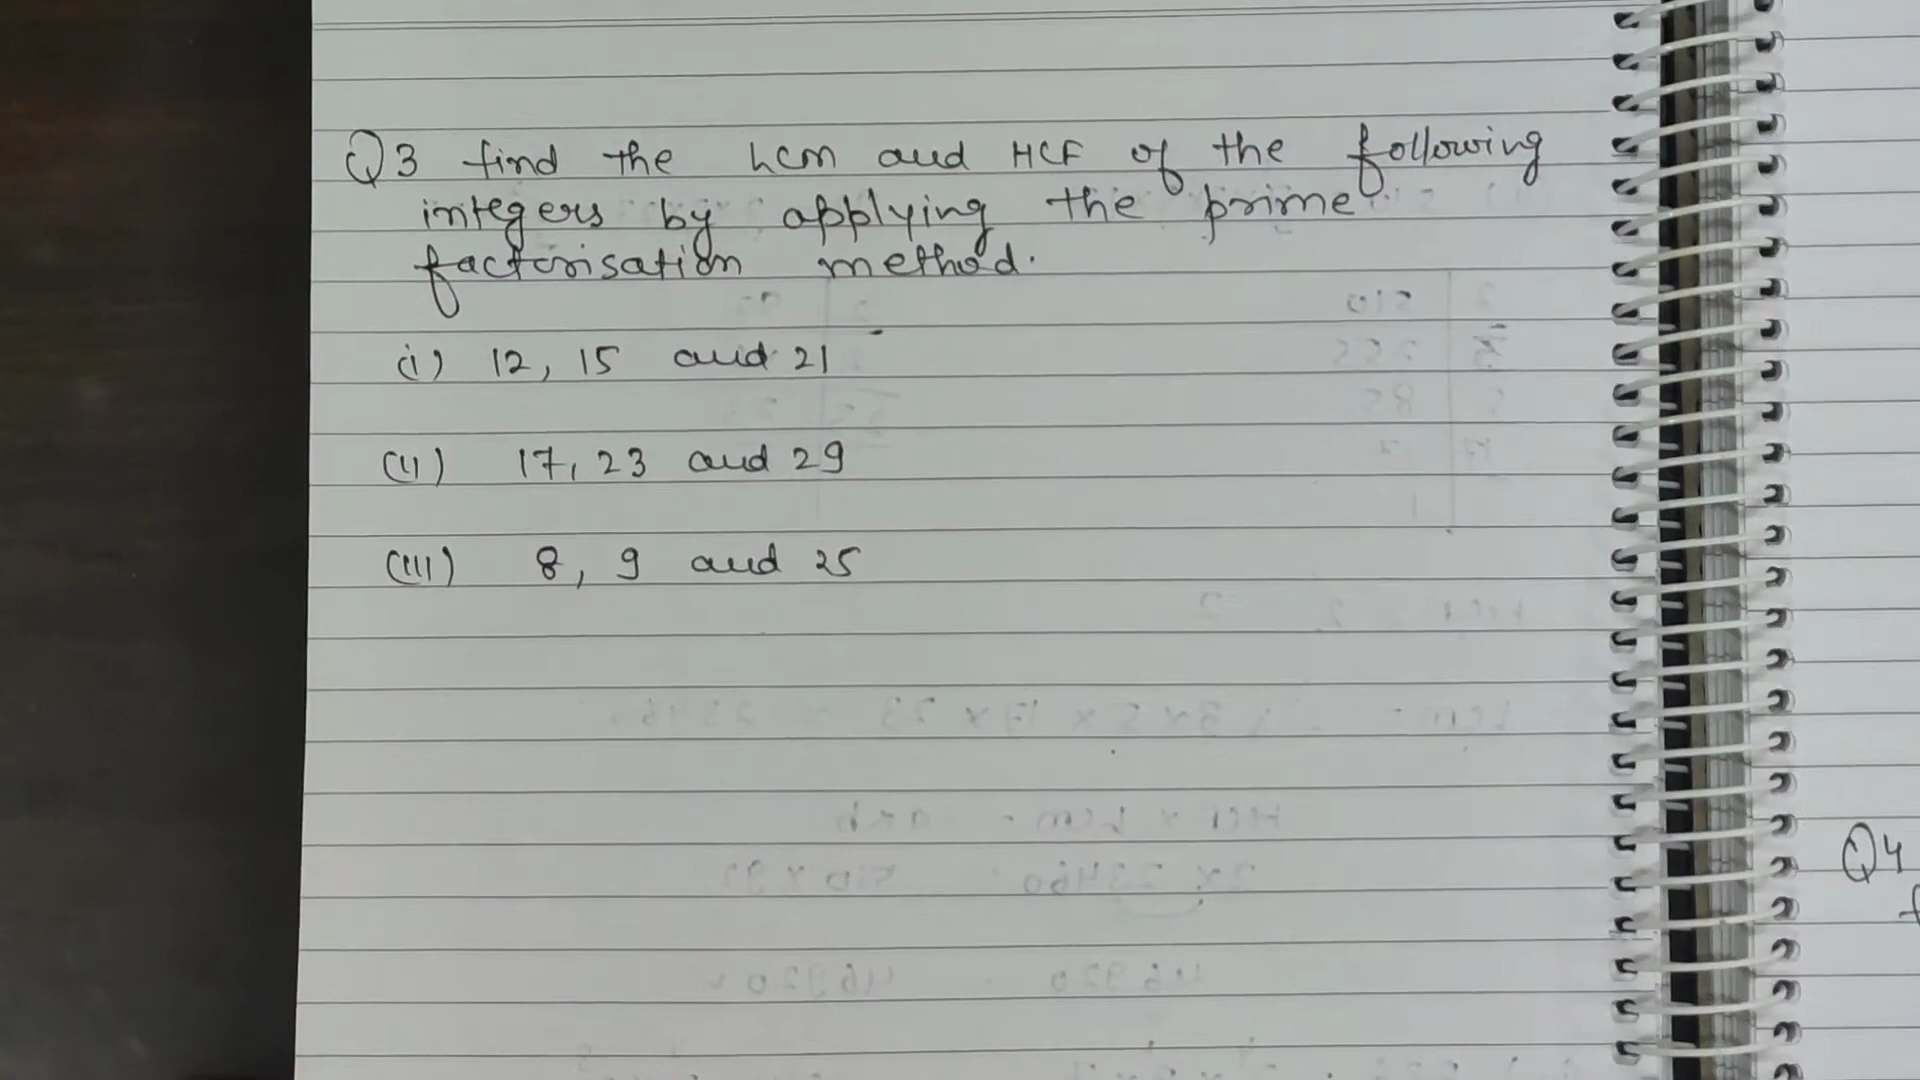 Q3 find the LCM and HCF of the following
integers by applying the prime
factorisation method.
(i) 12, 15 and 21
(ii) 17, 23 and 29
(iii) 8, 9 and 25
Q4